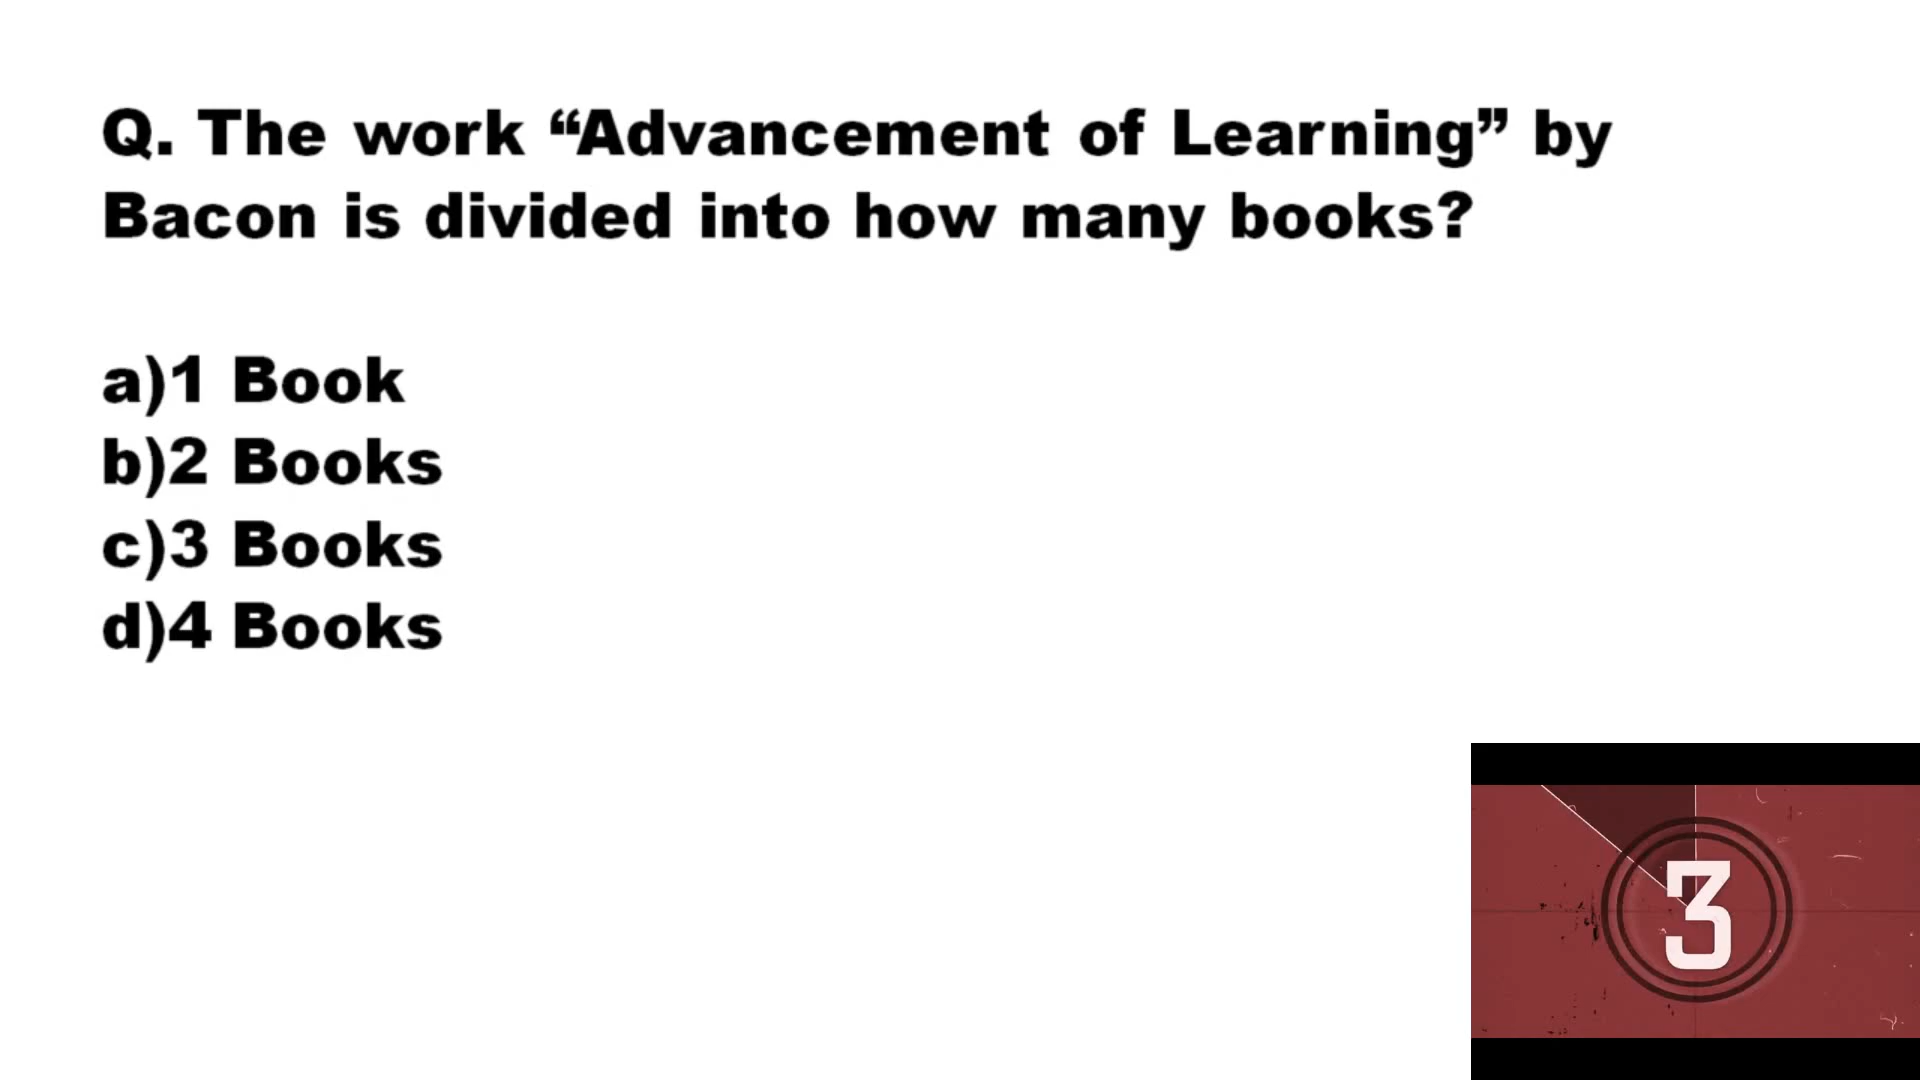 Q. The work “Advancement of Learning” by
Bacon is divided into how many books?
a)1 Book
b)2 Books
c)3 Books
d)4 Books
3